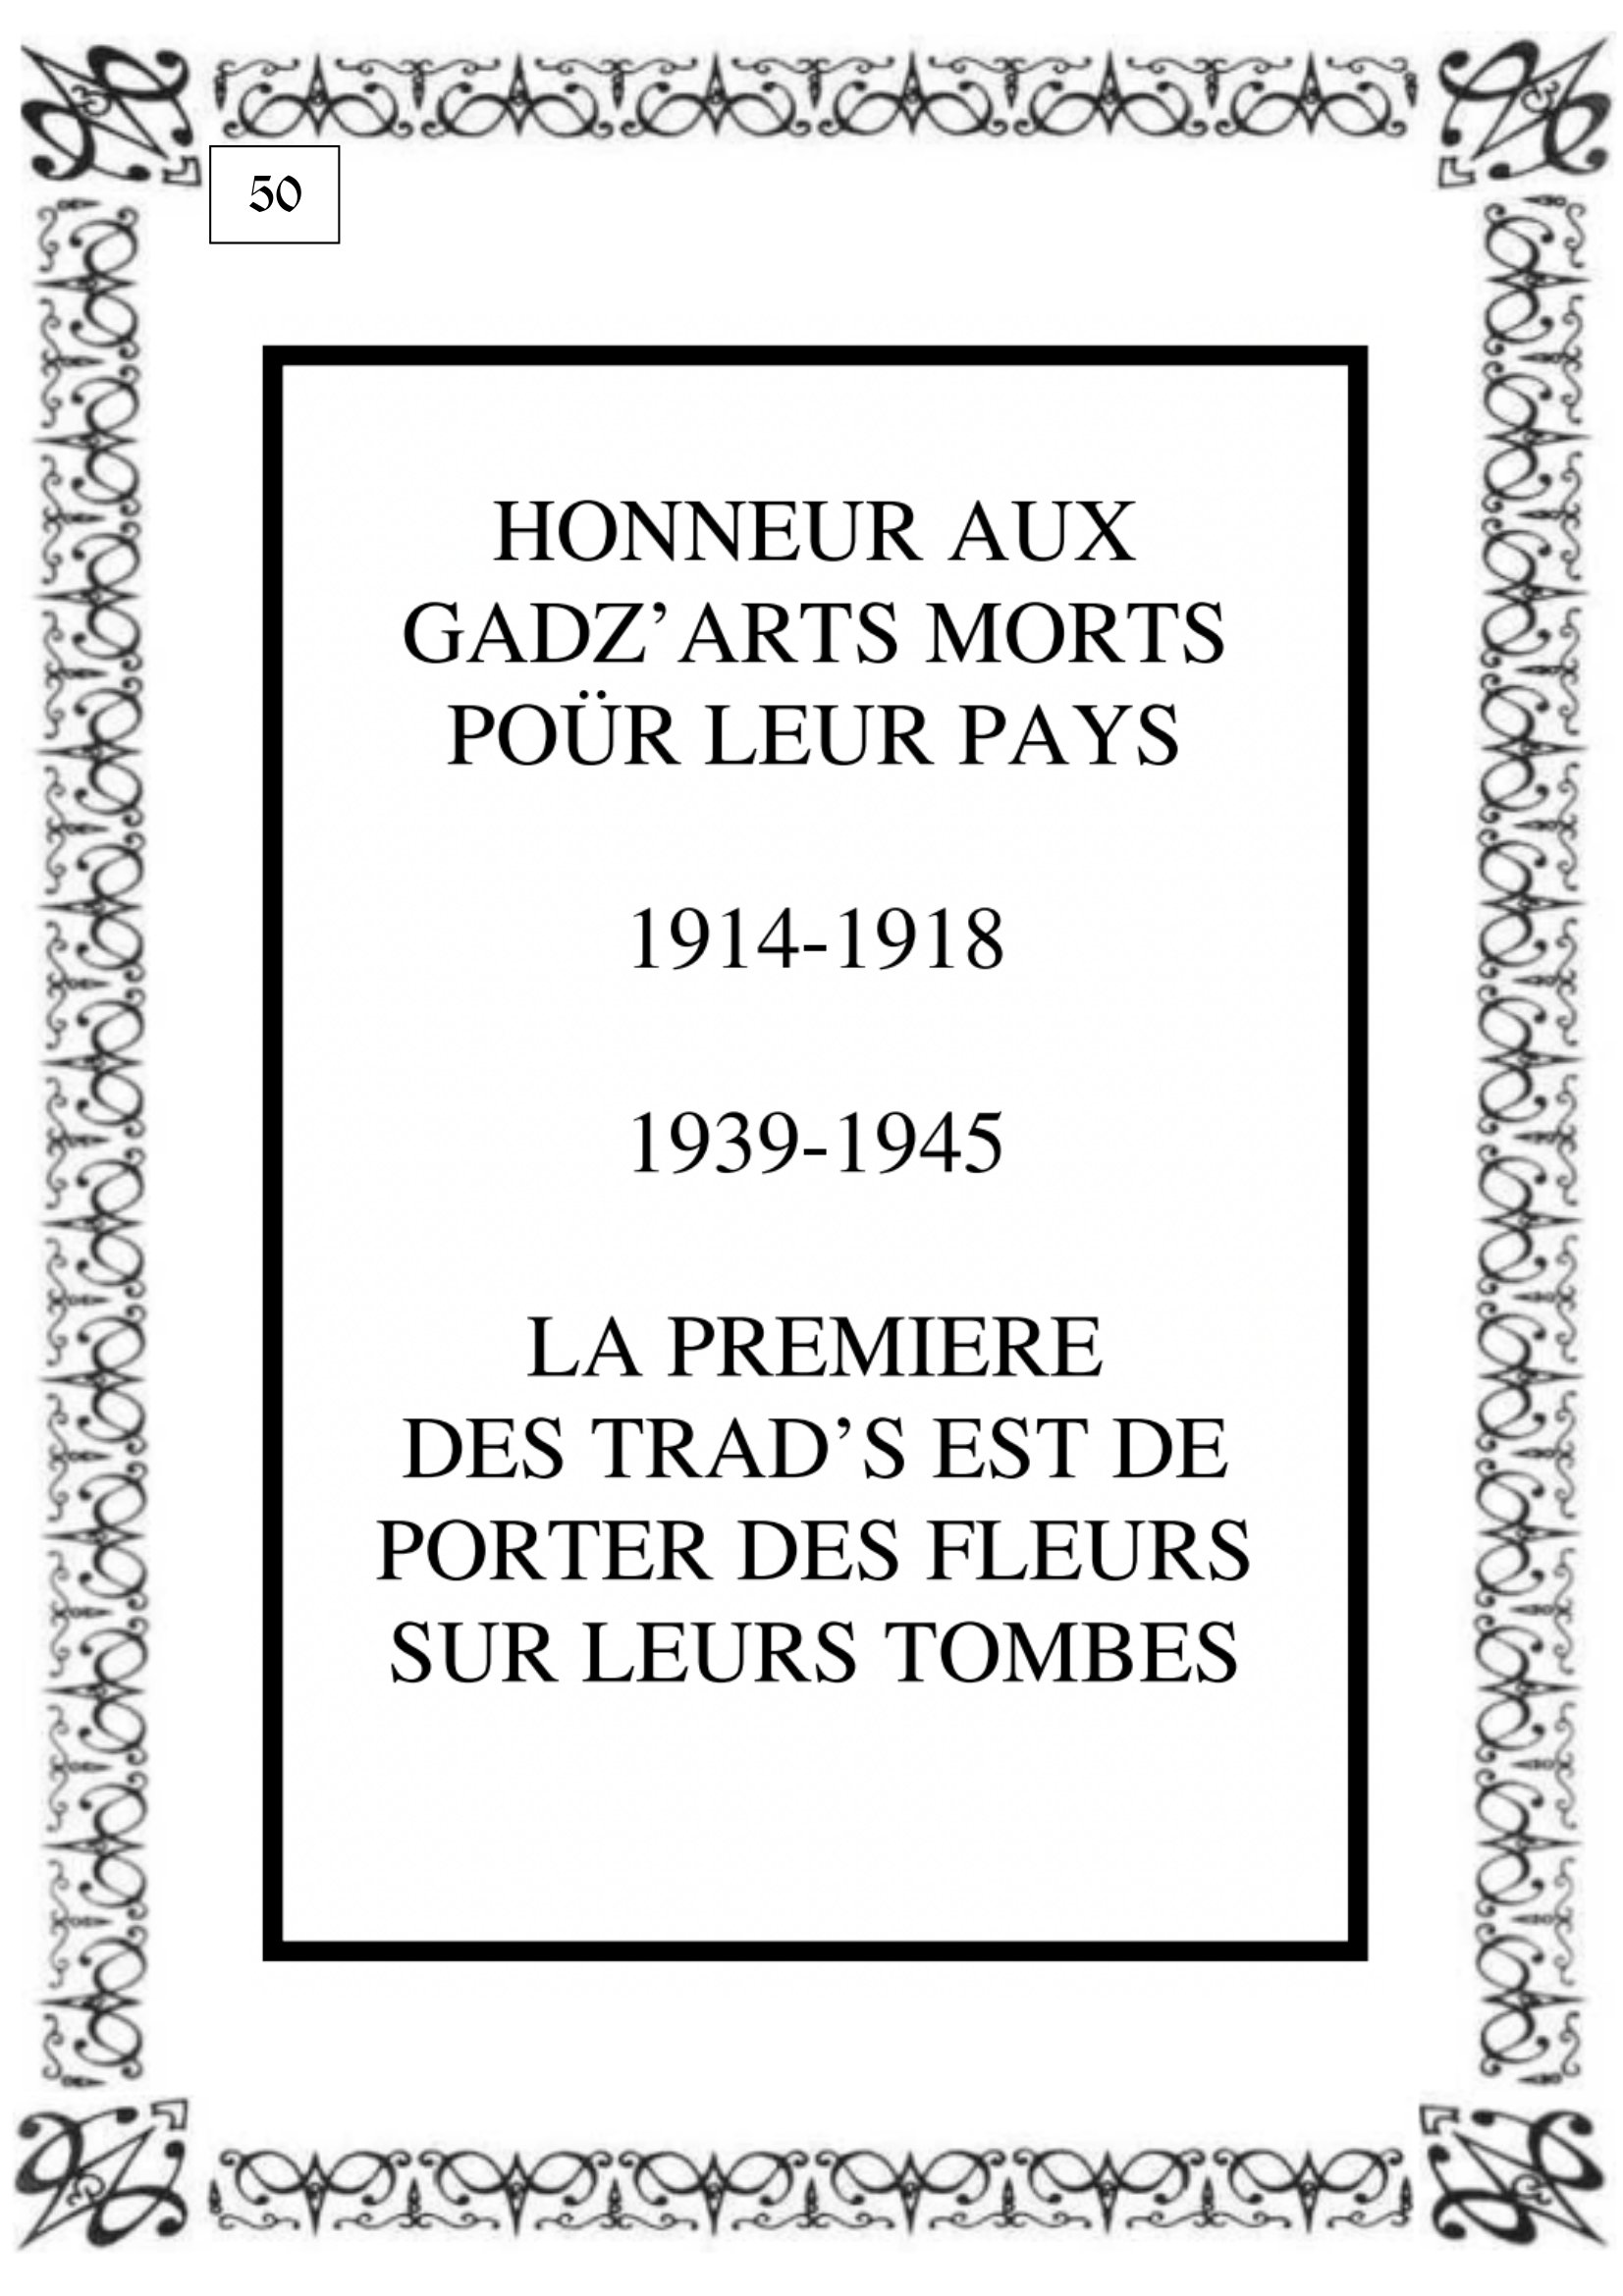 50
HONNEUR AUX
GADZ’ARTS MORTS
POÜR LEUR PAYS
1914-1918
1939-1945
LA PREMIERE
DES TRAD’S EST DE
PORTER DES FLEURS
SUR LEURS TOMBES